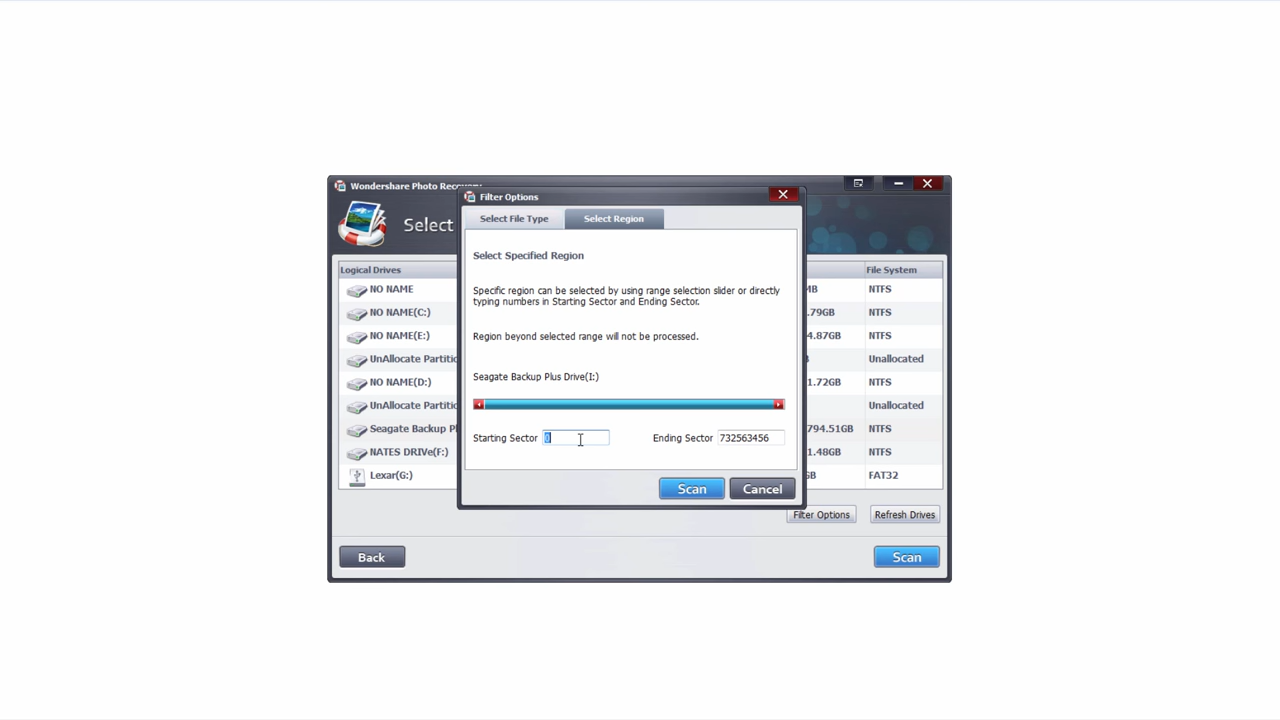 Wondershare Photo Recovery
Filter Options
Select
Select File Type
Select Region
Select Specified Region
Specific region can be selected by using range selection slider or directly
typing numbers in Starting Sector and Ending Sector.
Region beyond selected range will not be processed.
Seagate Backup Plus Drive(I:)
Starting Sector 0 Ending Sector 732563456
Scan Cancel
Logical Drives File System
NO NAME MB NTFS
NO NAME(C:) .79GB NTFS
NO NAME(E:) 4.87GB NTFS
UnAllocate Partitio Unallocated
NO NAME(D:) 1.72GB NTFS
UnAllocate Partitio Unallocated
Seagate Backup Pl 794.51GB NTFS
NATES DRIVe(F:) 1.48GB NTFS
Lexar(G:) GB FAT32
Filter Options Refresh Drives
Back Scan